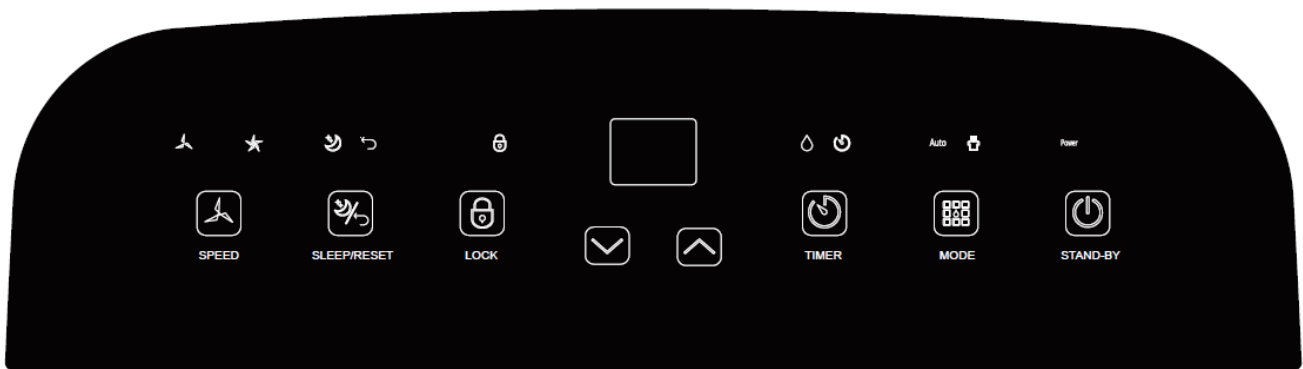 Auto
Power
SPEED
SLEEP/RESET
LOCK
TIMER
MODE
STAND-BY